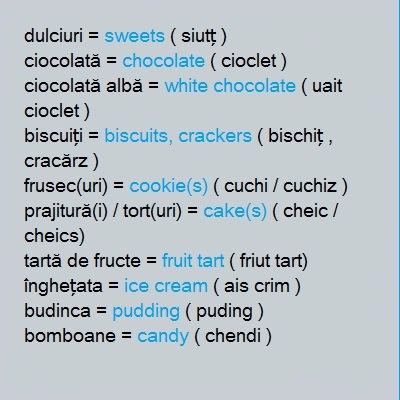 dulciuri = sweets ( siutț )
ciocolată = chocolate ( cioclet )
ciocolată albă = white chocolate ( uait
cioclet )
biscuiți = biscuits, crackers ( bischiț ,
cracărz )
frusec(uri) = cookie(s) ( cuchi / cuchiz )
prajitură(i) / tort(uri) = cake(s) ( cheic /
cheics)
tartă de fructe = fruit tart ( friut tart)
înghețata = ice cream ( ais crim )
budinca = pudding ( puding )
bomboane = candy ( chendi )